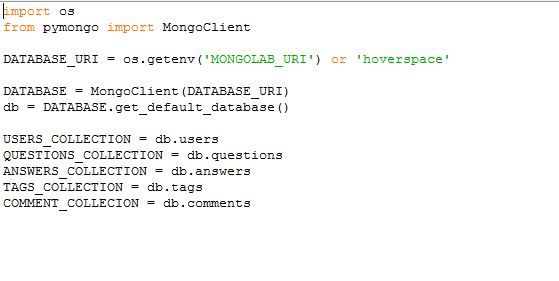 import os
from pymongo import MongoClient
DATABASE_URI = os.getenv('MONGOLAB_URI') or 'hoverspace'
DATABASE = MongoClient(DATABASE_URI)
db = DATABASE.get_default_database()
USERS_COLLECTION = db.users
QUESTIONS_COLLECTION = db.questions
ANSWERS_COLLECTION = db.answers
TAGS_COLLECTION = db.tags
COMMENT_COLLECION = db.comments